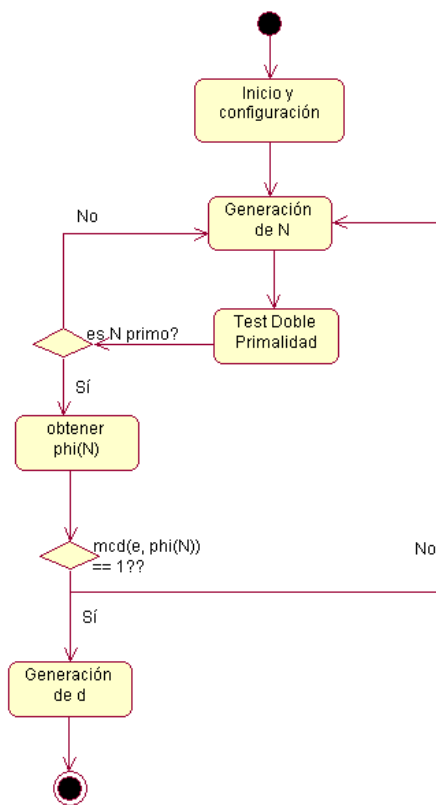 Inicio y
configuración
No
Generación
de N
es N primo?
Test Doble
Primalidad
Sí
obtener
phi(N)
mcd(e, phi(N))
== 1??
No
Sí
Generación
de d